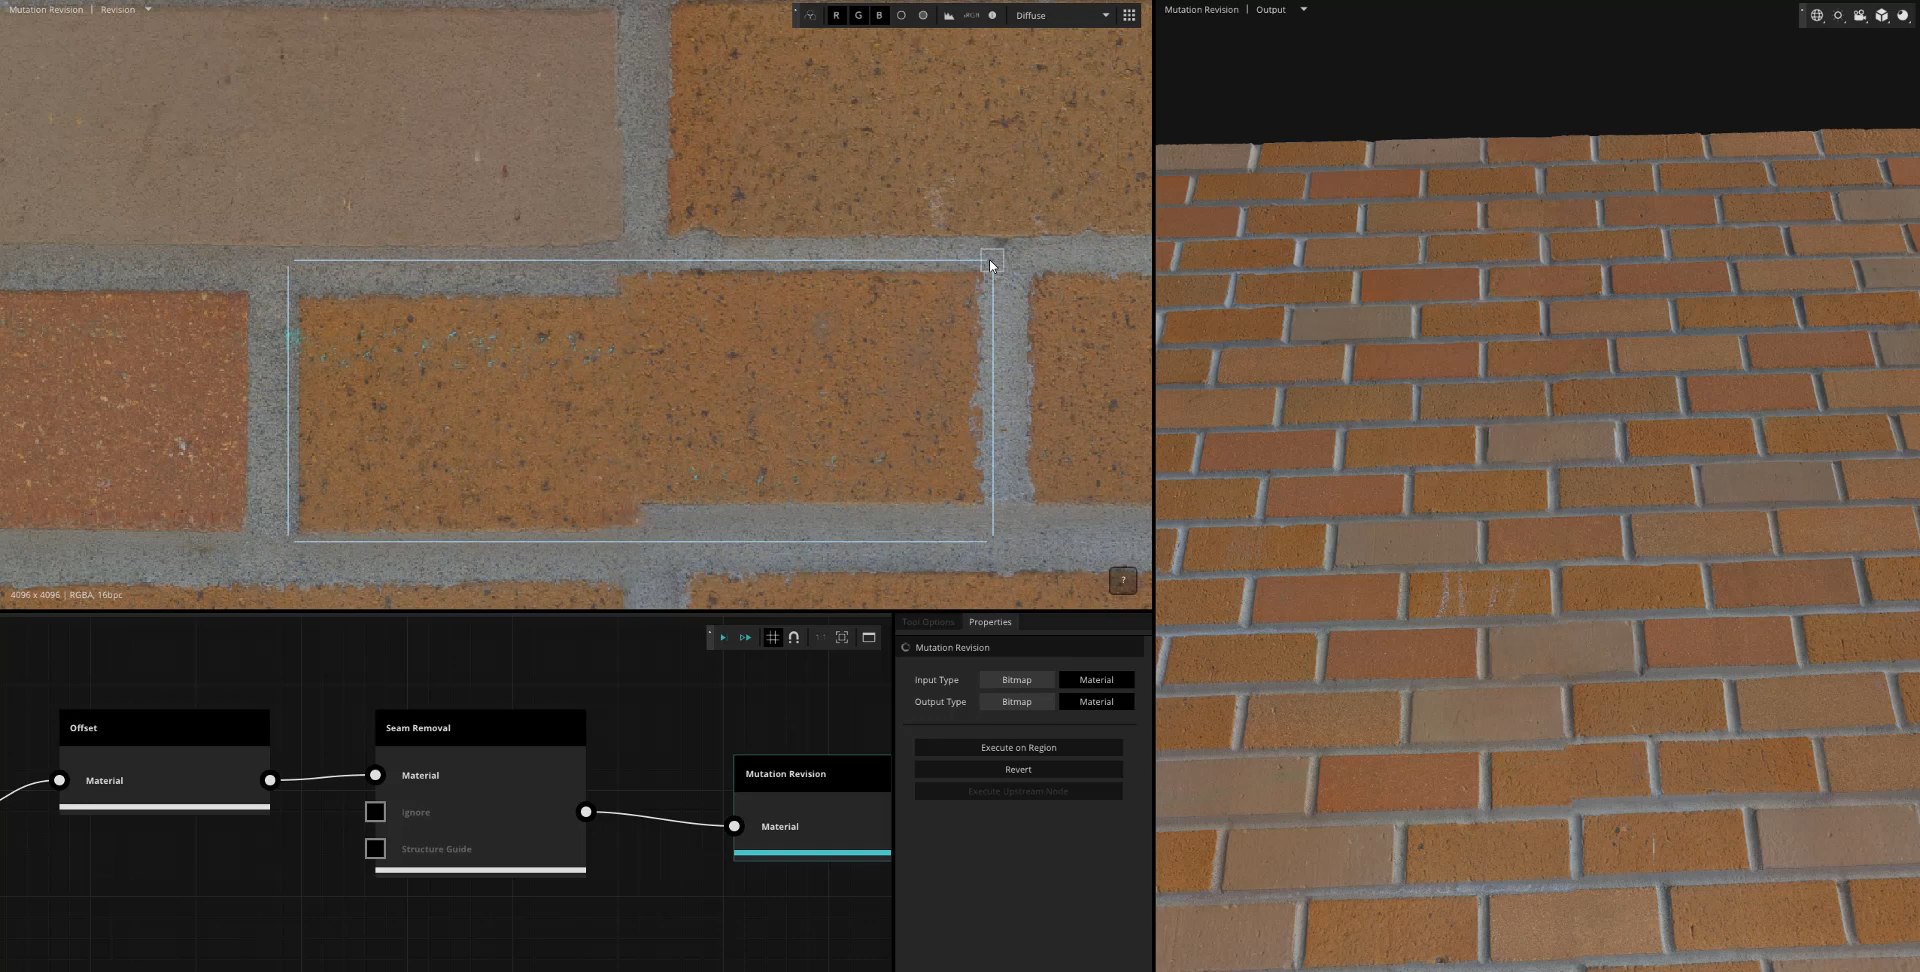 Mutation Revision | Revision
R G B
Diffuse
4096 x 4096 | RGBA, 16bpc
?
Mutation Revision | Output
1:1
Offset
Material
Seam Removal
Material
Ignore
Structure Guide
Mutation Revision
Material
Tool Options Properties
Mutation Revision
Input Type Bitmap Material
Output Type Bitmap Material
Execute on Region
Revert
Execute Upstream Node